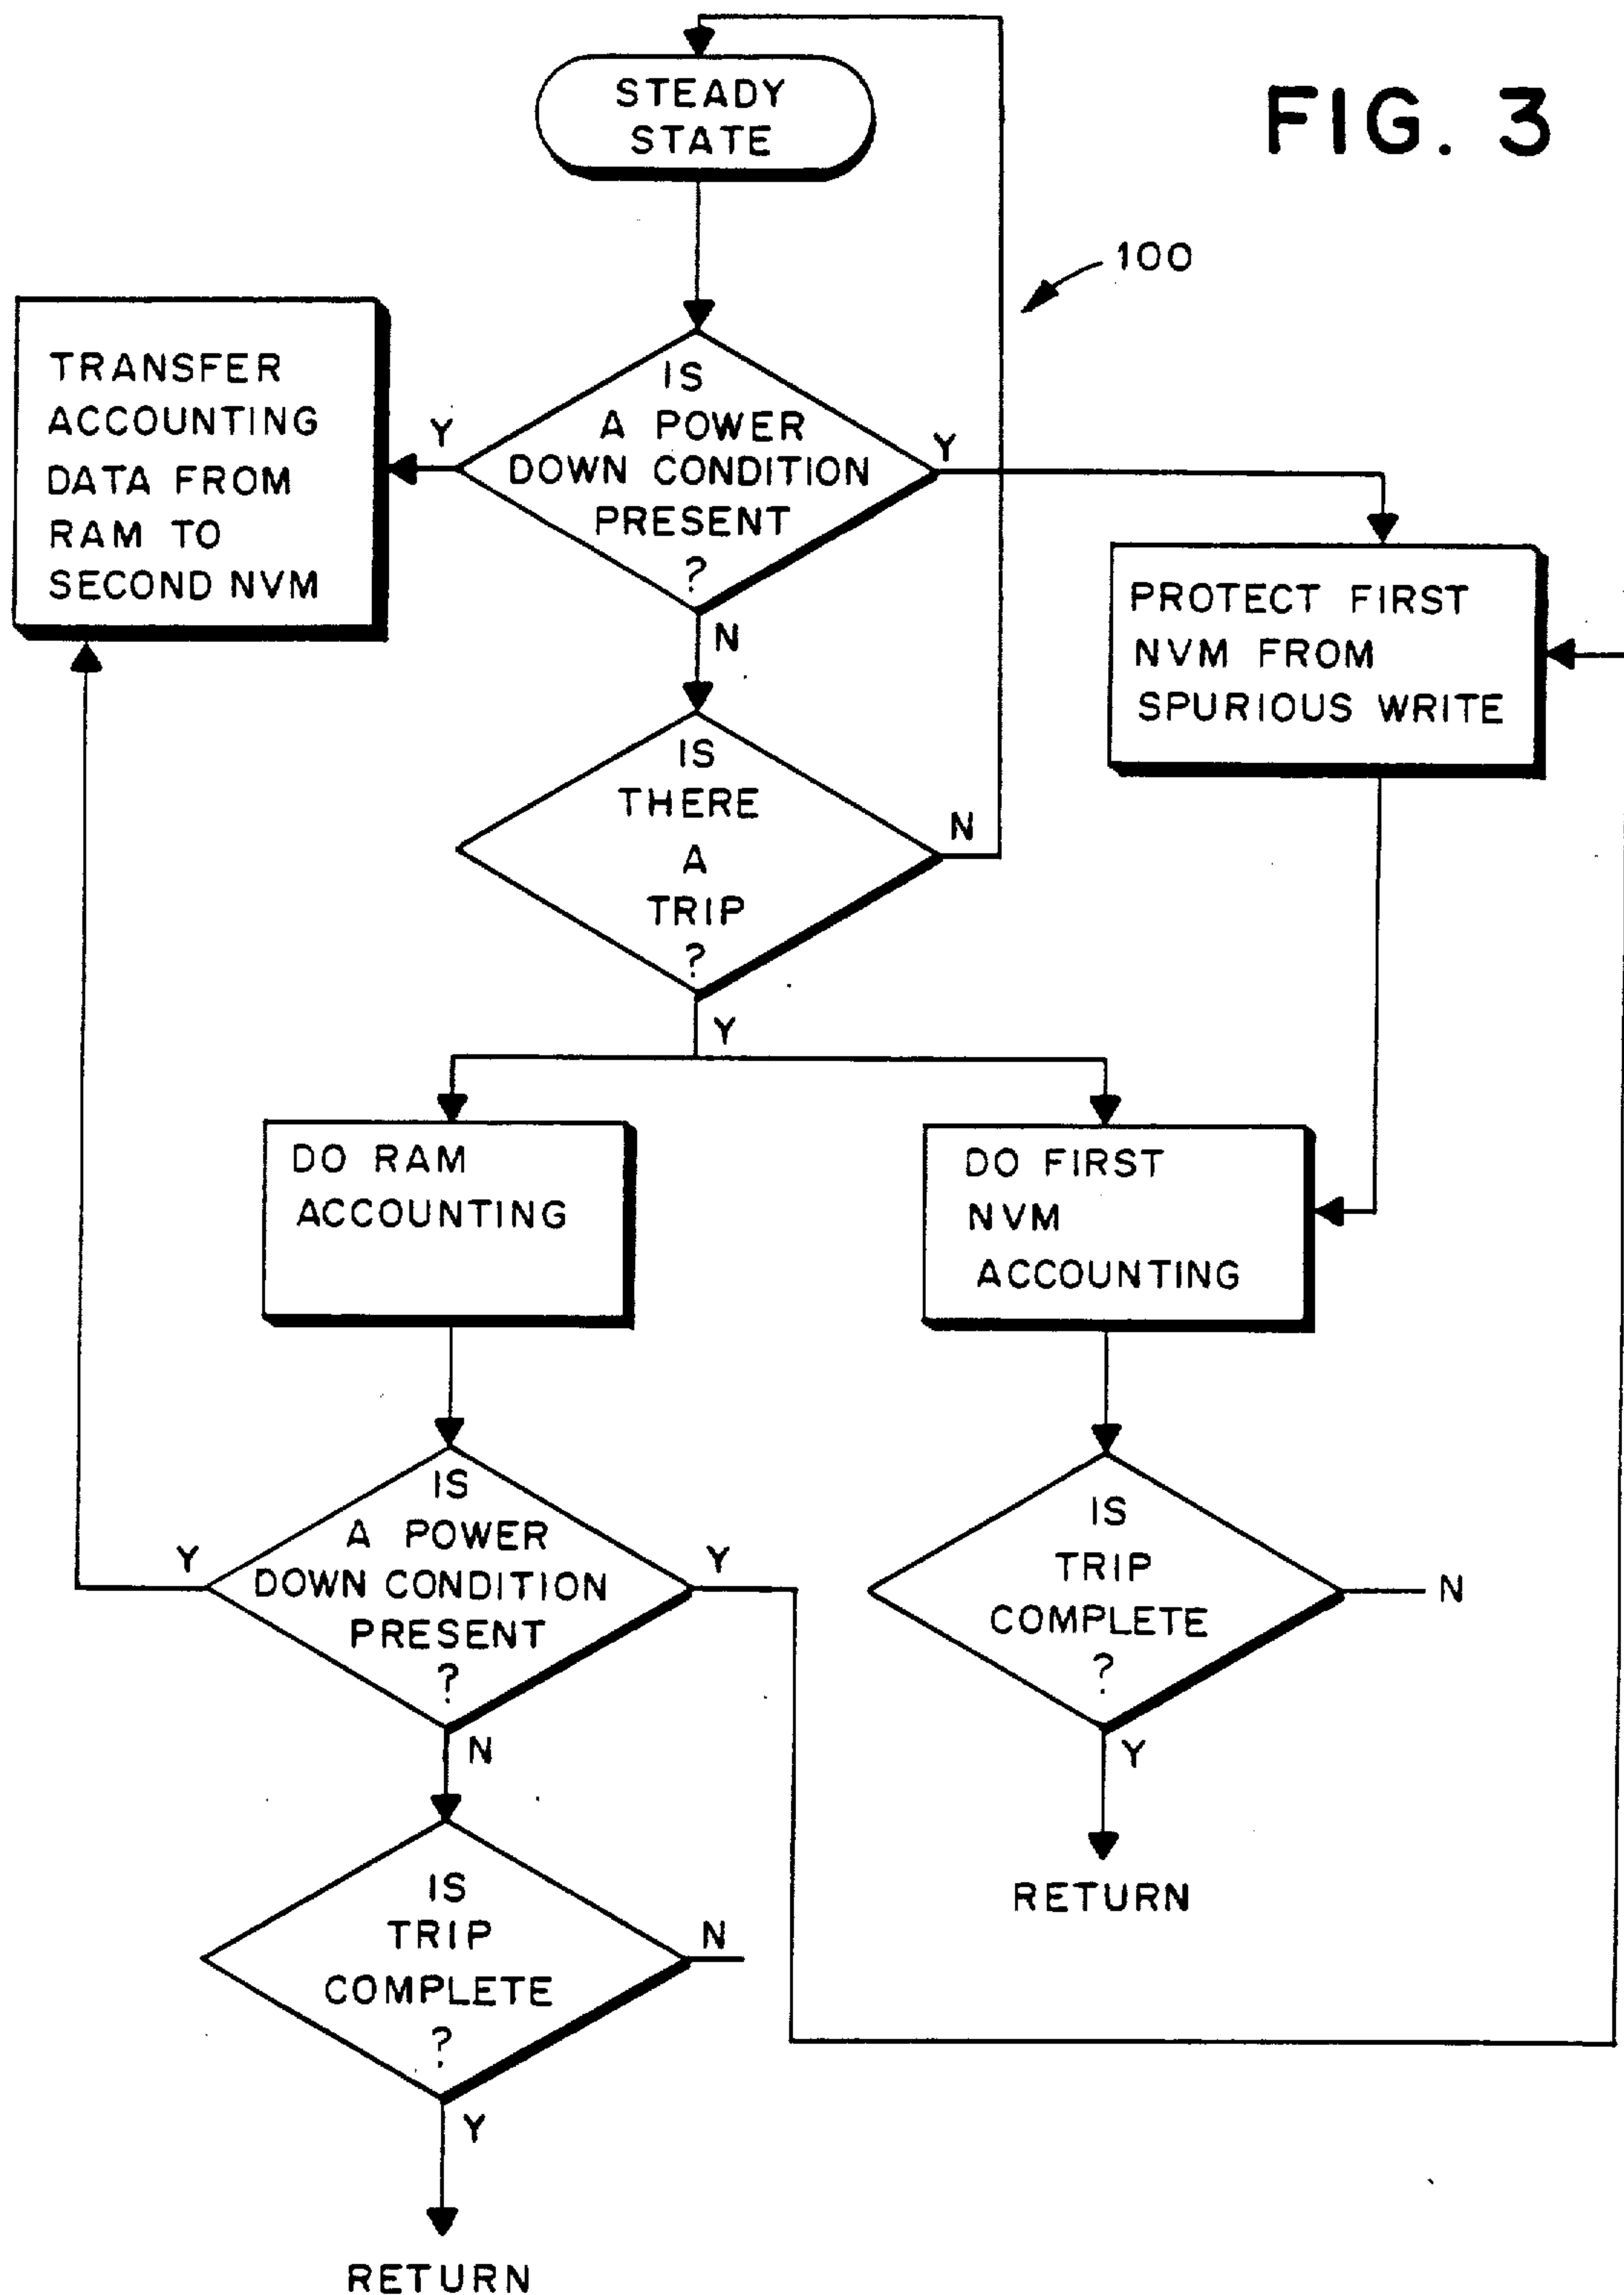 FIG. 3
STEADY
STATE
100
IS
A POWER
DOWN CONDITION
PRESENT
?
Y
Y
N
TRANSFER
ACCOUNTING
DATA FROM
RAM TO
SECOND NVM
PROTECT FIRST
NVM FROM
SPURIOUS WRITE
IS
THERE
A
TRIP
?
N
Y
DO RAM
ACCOUNTING
DO FIRST
NVM
ACCOUNTING
IS
A POWER
DOWN CONDITION
PRESENT
?
Y
Y
N
IS
TRIP
COMPLETE
?
N
Y
RETURN
IS
TRIP
COMPLETE
?
N
Y
RETURN